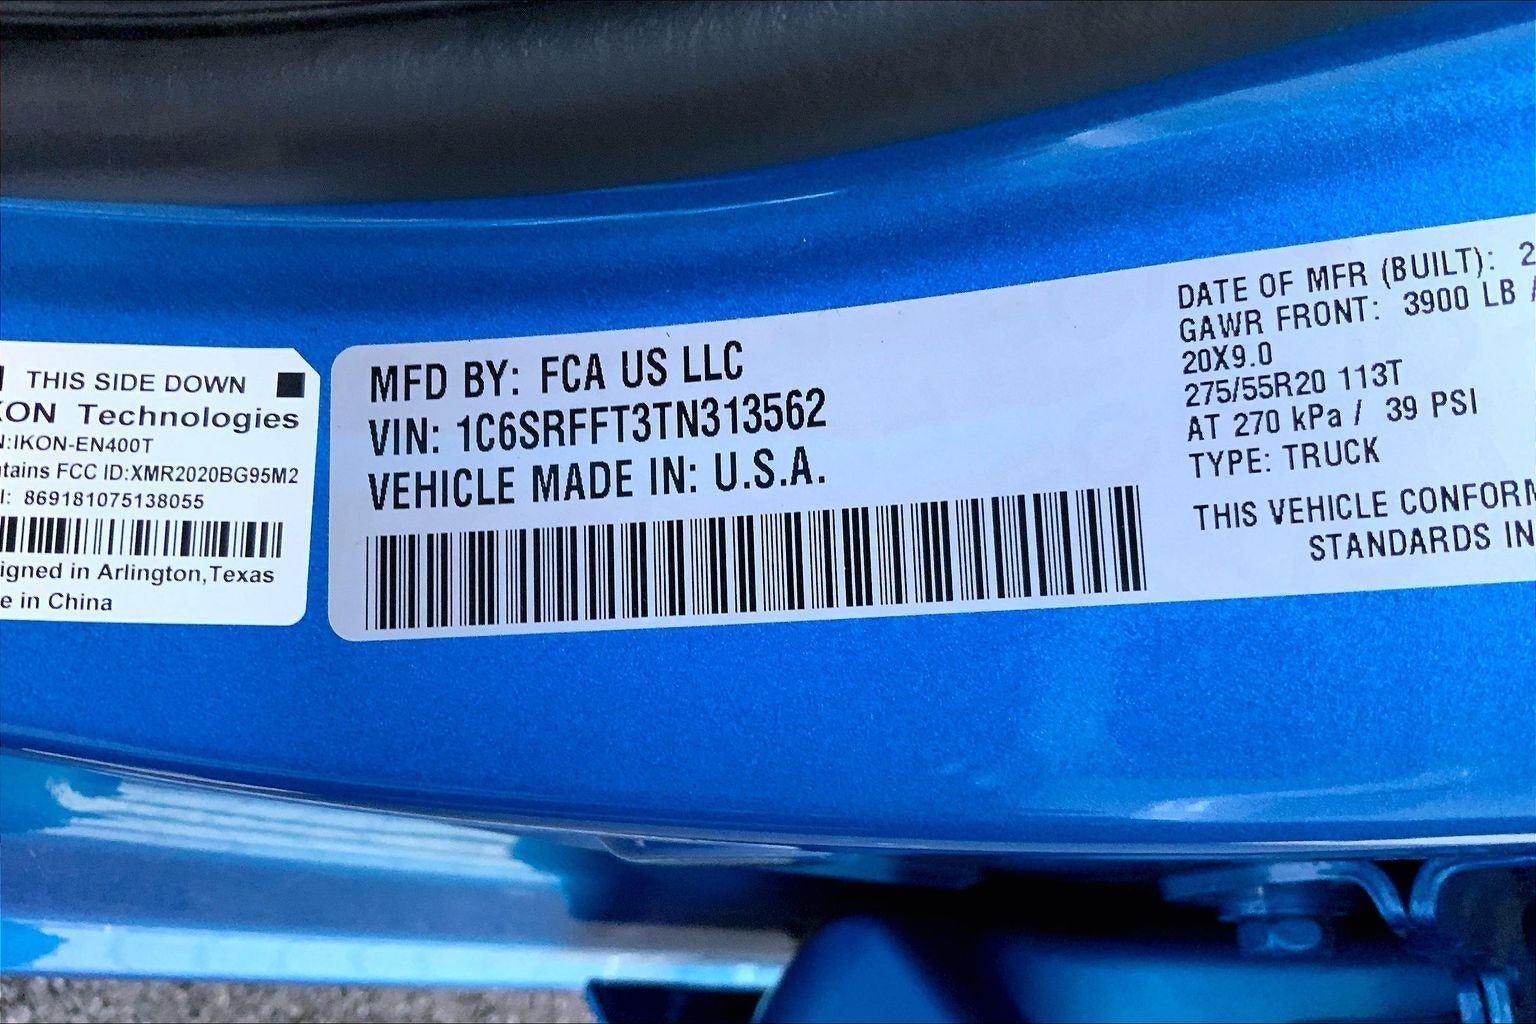 THIS SIDE DOWN
KON Technologies
N:IKON-EN400T
ntains FCC ID:XMR2020BG95M2
I: 869181075138055
igned in Arlington,Texas
e in China
MFD BY: FCA US LLC
VIN: 1C6SRFFT3TN313562
VEHICLE MADE IN: U.S.A.
DATE OF MFR (BUILT): 2
GAWR FRONT: 3900 LB /
20X9.0
275/55R20 113T
AT 270 kPa / 39 PSI
TYPE: TRUCK
THIS VEHICLE CONFORM
STANDARDS IN